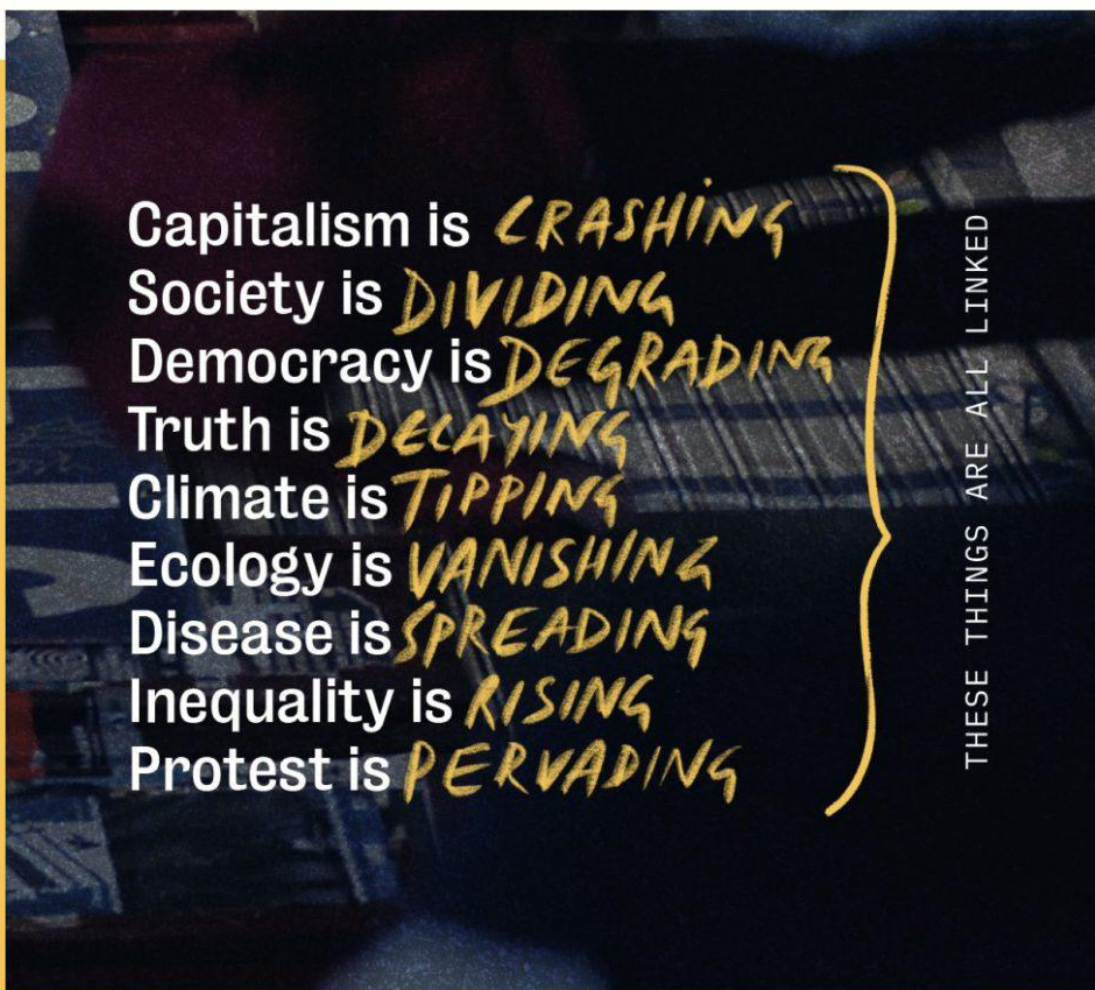 Capitalism is CRASHING
Society is DIVIDING
Democracy is DEGRADING
Truth is DECAYING
Climate is TIPPING
Ecology is VANISHING
Disease is SPREADING
Inequality is RISING
Protest is PERVADING
THESE THINGS ARE ALL LINKED